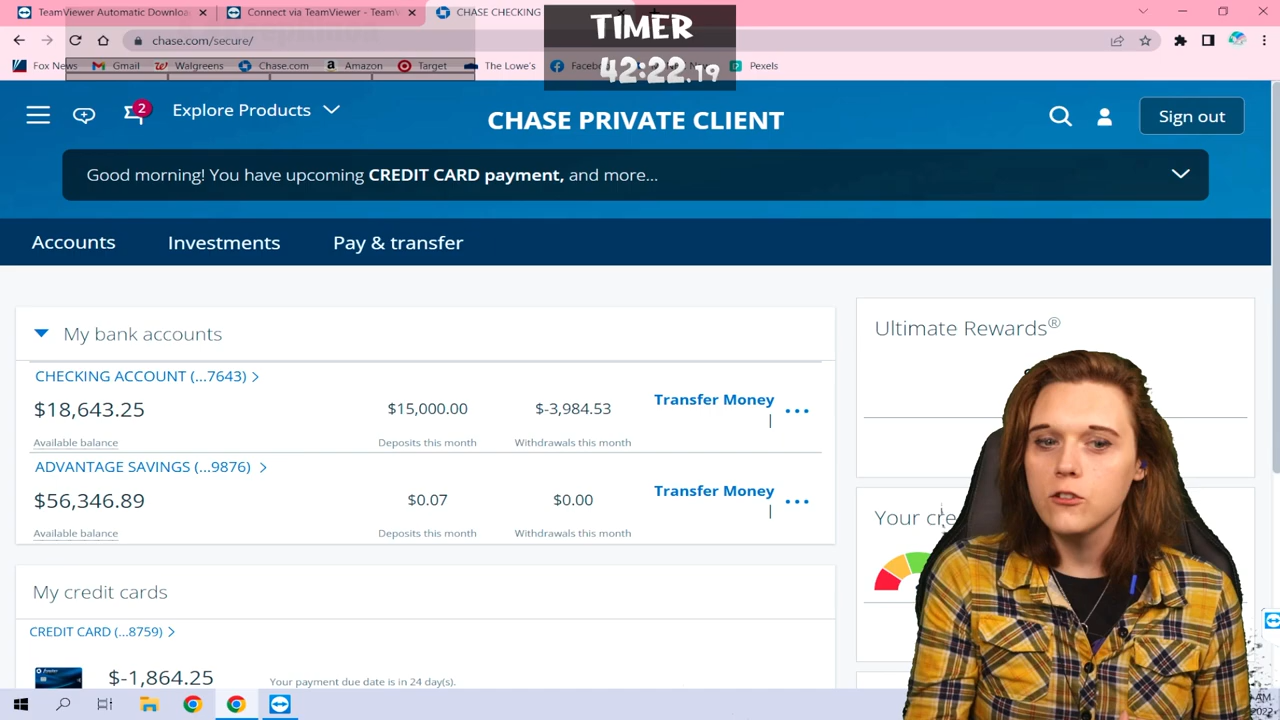 TeamViewer Automatic Downloa
Connect via TeamViewer - TeamV
CHASE CHECKING
TIMER
42:22.19
chase.com/secure/
Fox News
Gmail
Walgreens
Chase.com
Amazon
Target
The Lowe's
Pexels
2
Explore Products
CHASE PRIVATE CLIENT
Sign out
Good morning! You have upcoming CREDIT CARD payment, and more...
Accounts Investments Pay & transfer
My bank accounts
CHECKING ACCOUNT (...7643)
$18,643.25 $15,000.00 $-3,984.53 Transfer Money
Available balance Deposits this month Withdrawals this month
ADVANTAGE SAVINGS (...9876)
$56,346.89 $0.07 $0.00 Transfer Money
Available balance Deposits this month Withdrawals this month
My credit cards
CREDIT CARD (...8759)
$-1,864.25 Your payment due date is in 24 day(s).
Ultimate Rewards®
Your cre
AM
2022